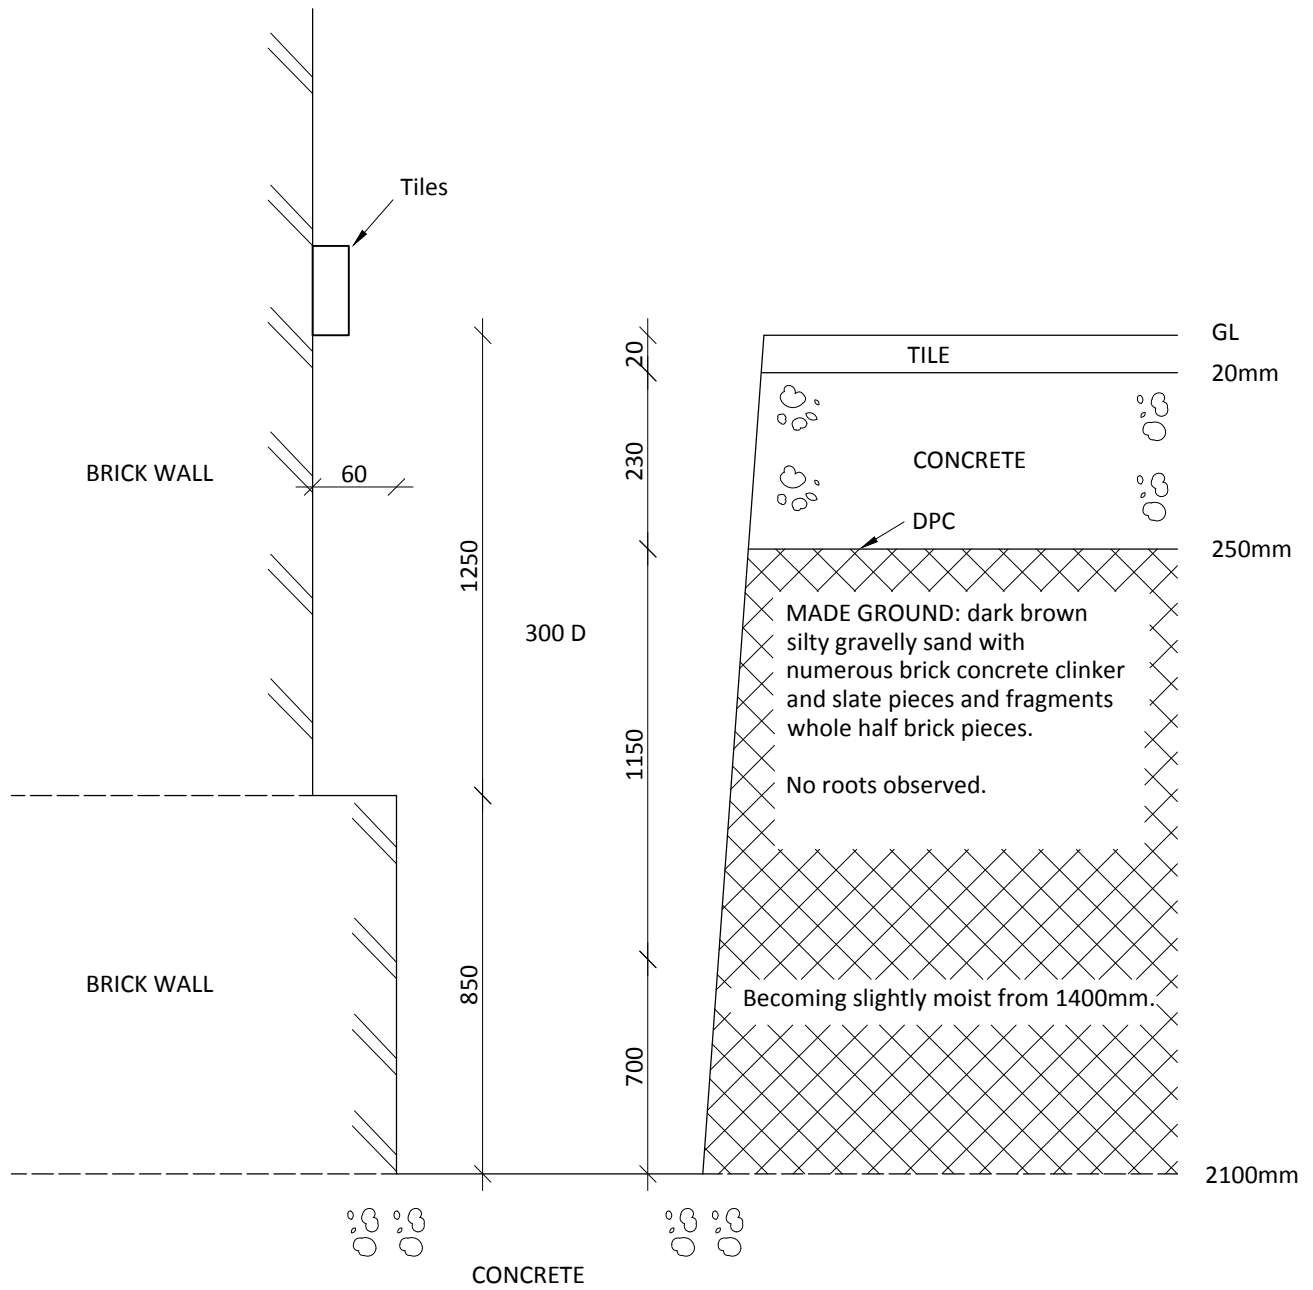 Tiles
GL
20
TILE
20mm
BRICK WALL
60
230
CONCRETE
DPC
250mm
1250
300 D
MADE GROUND: dark brown
silty gravelly sand with
numerous brick concrete clinker
and slate pieces and fragments
whole half brick pieces.
No roots observed.
1150
BRICK WALL
850
Becoming slightly moist from 1400mm.
700
2100mm
CONCRETE